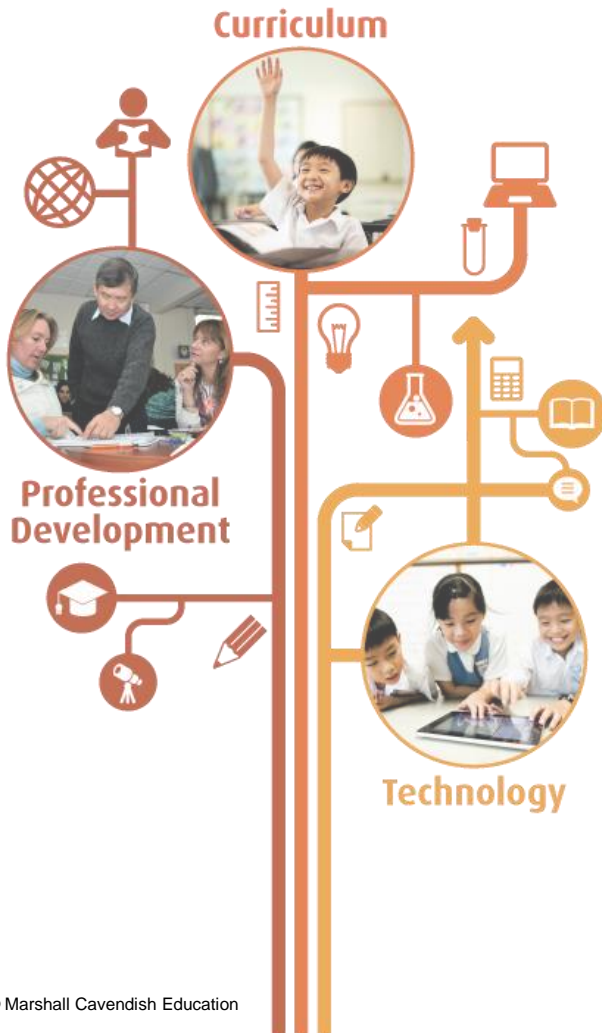 Curriculum
Professional
Development
Technology
Marshall Cavendish Education